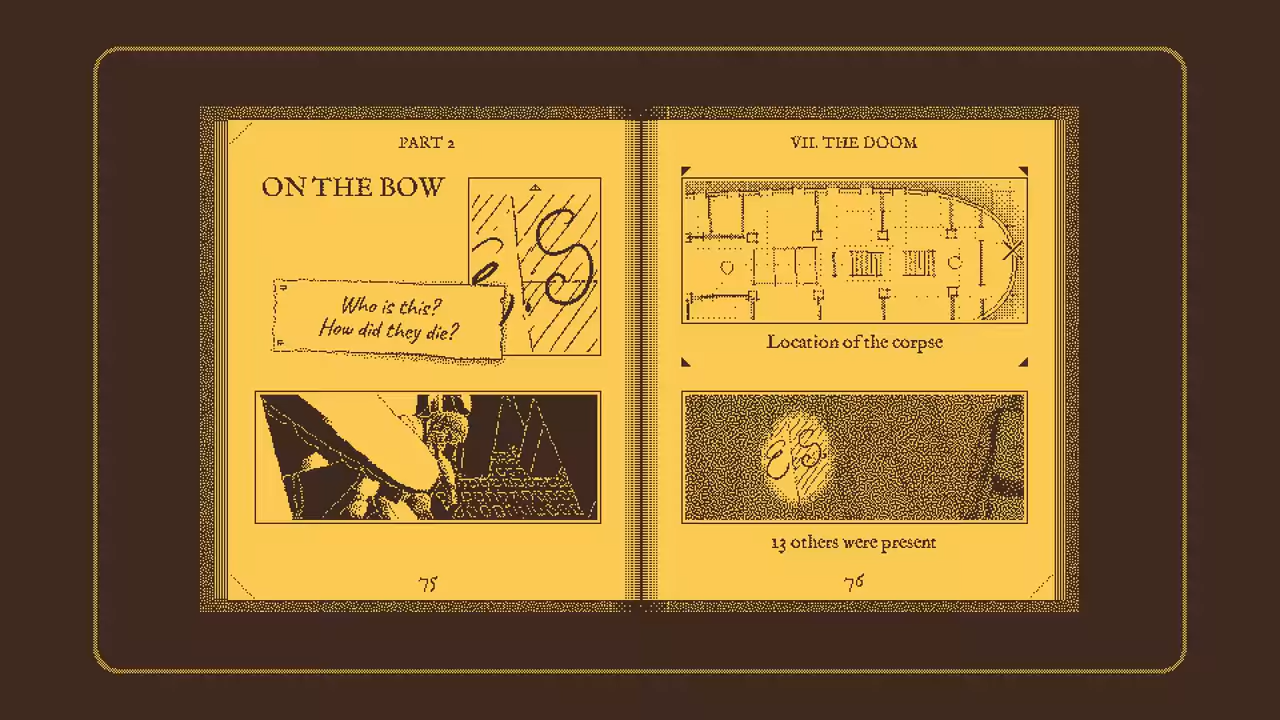 PART 2
ON THE BOW
Who is this?
How did they die?
75
VII. THE DOOM
Location of the corpse
13 others were present
76